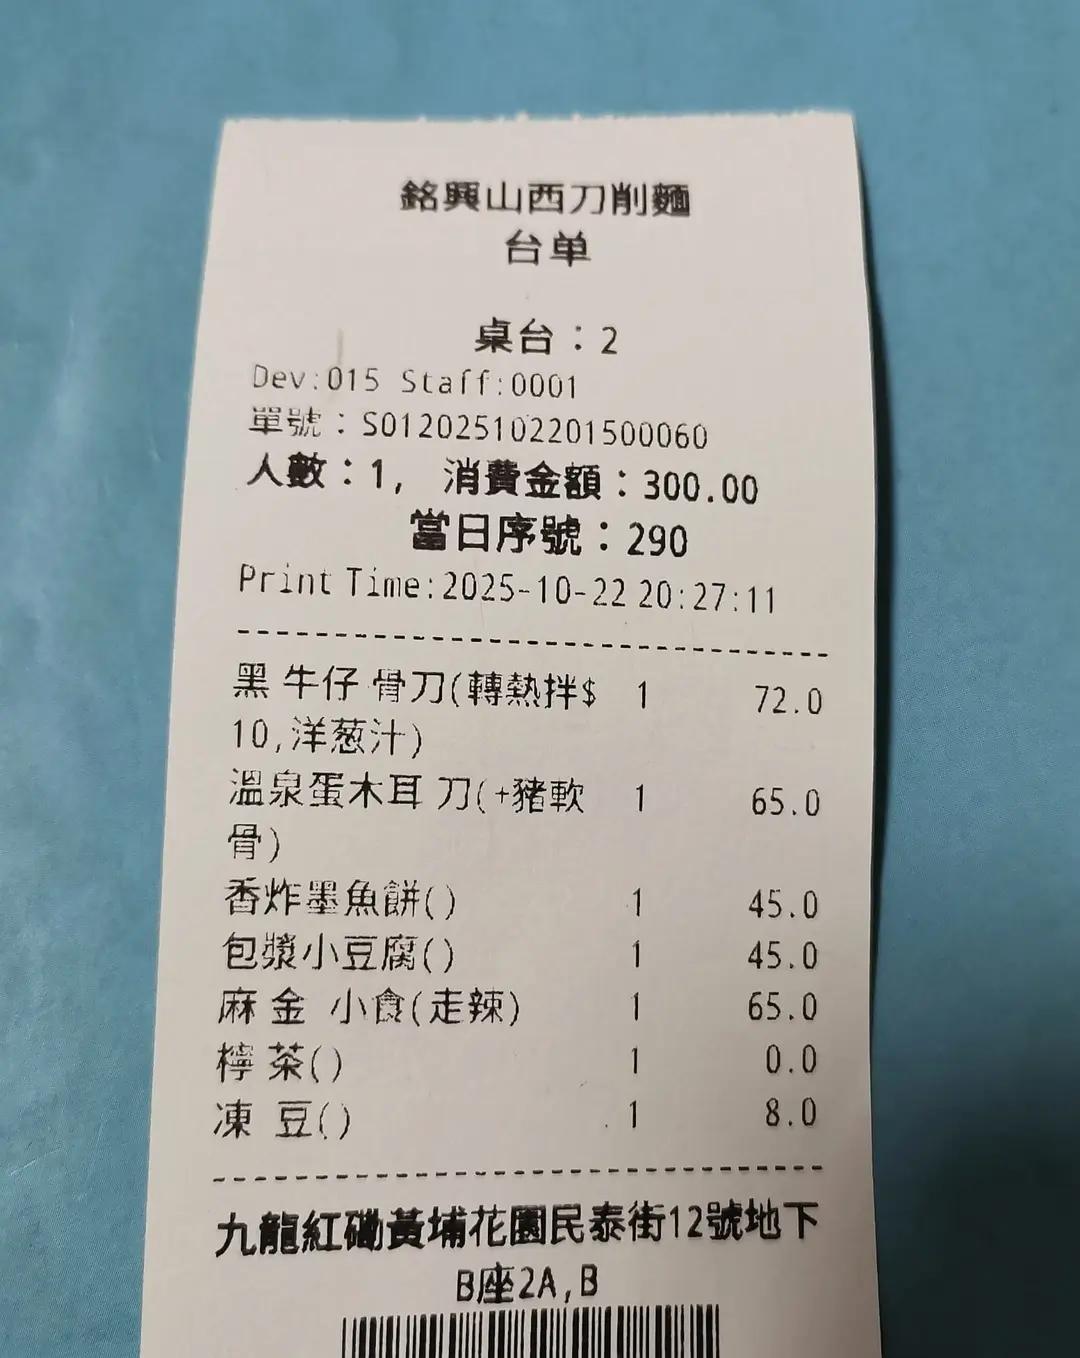 銘興山西刀削麵
台单
桌台：2
Dev:015 Staff:0001
單號：S012025102201500060
人數：1， 消費金額：300.00
當日序號：290
Print Time:2025-10-22 20:27:11
黑 牛仔 骨刀(轉熱拌$ 1 72.0
10,洋葱汁)
溫泉蛋木耳 刀(+豬軟 1 65.0
骨)
香炸墨魚餅() 1 45.0
包漿小豆腐() 1 45.0
麻 金 小食(走辣) 1 65.0
檸 茶() 1 0.0
凍 豆() 1 8.0
九龍紅磡黃埔花園民泰街12號地下
B座2A,B